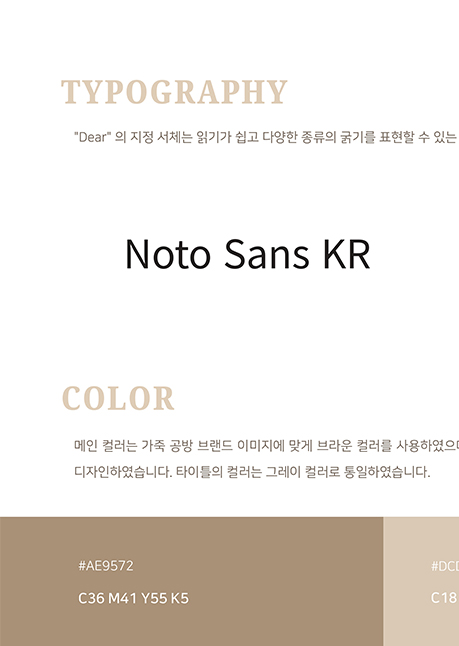 TYPOGRAPHY
"Dear" 의 지정 서체는 읽기가 쉽고 다양한 종류의 굵기를 표현할 수 있는
Noto Sans KR
COLOR
메인 컬러는 가죽 공방 브랜드 이미지에 맞게 브라운 컬러를 사용하였으며
디자인하였습니다. 타이틀의 컬러는 그레이 컬러로 통일하였습니다.
#AE9572
C36 M41 Y55 K5
C18